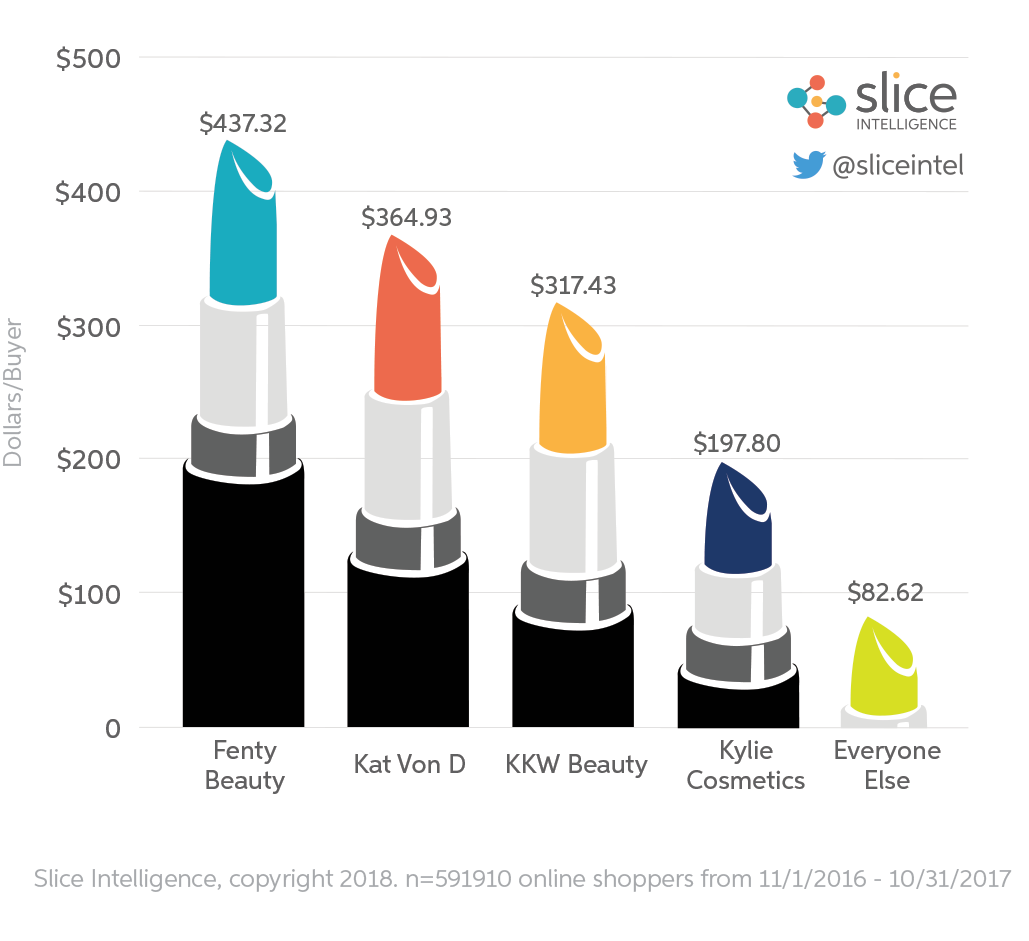 $500
slice
INTELLIGENCE
@sliceintel
$437.32
$400
$364.93
$317.43
$300
Dollars/Buyer
$200
$197.80
$100
$82.62
0
Fenty
Beauty
Kat Von D
KKW Beauty
Kylie
Cosmetics
Everyone
Else
Slice Intelligence, copyright 2018. n=591910 online shoppers from 11/1/2016 - 10/31/2017